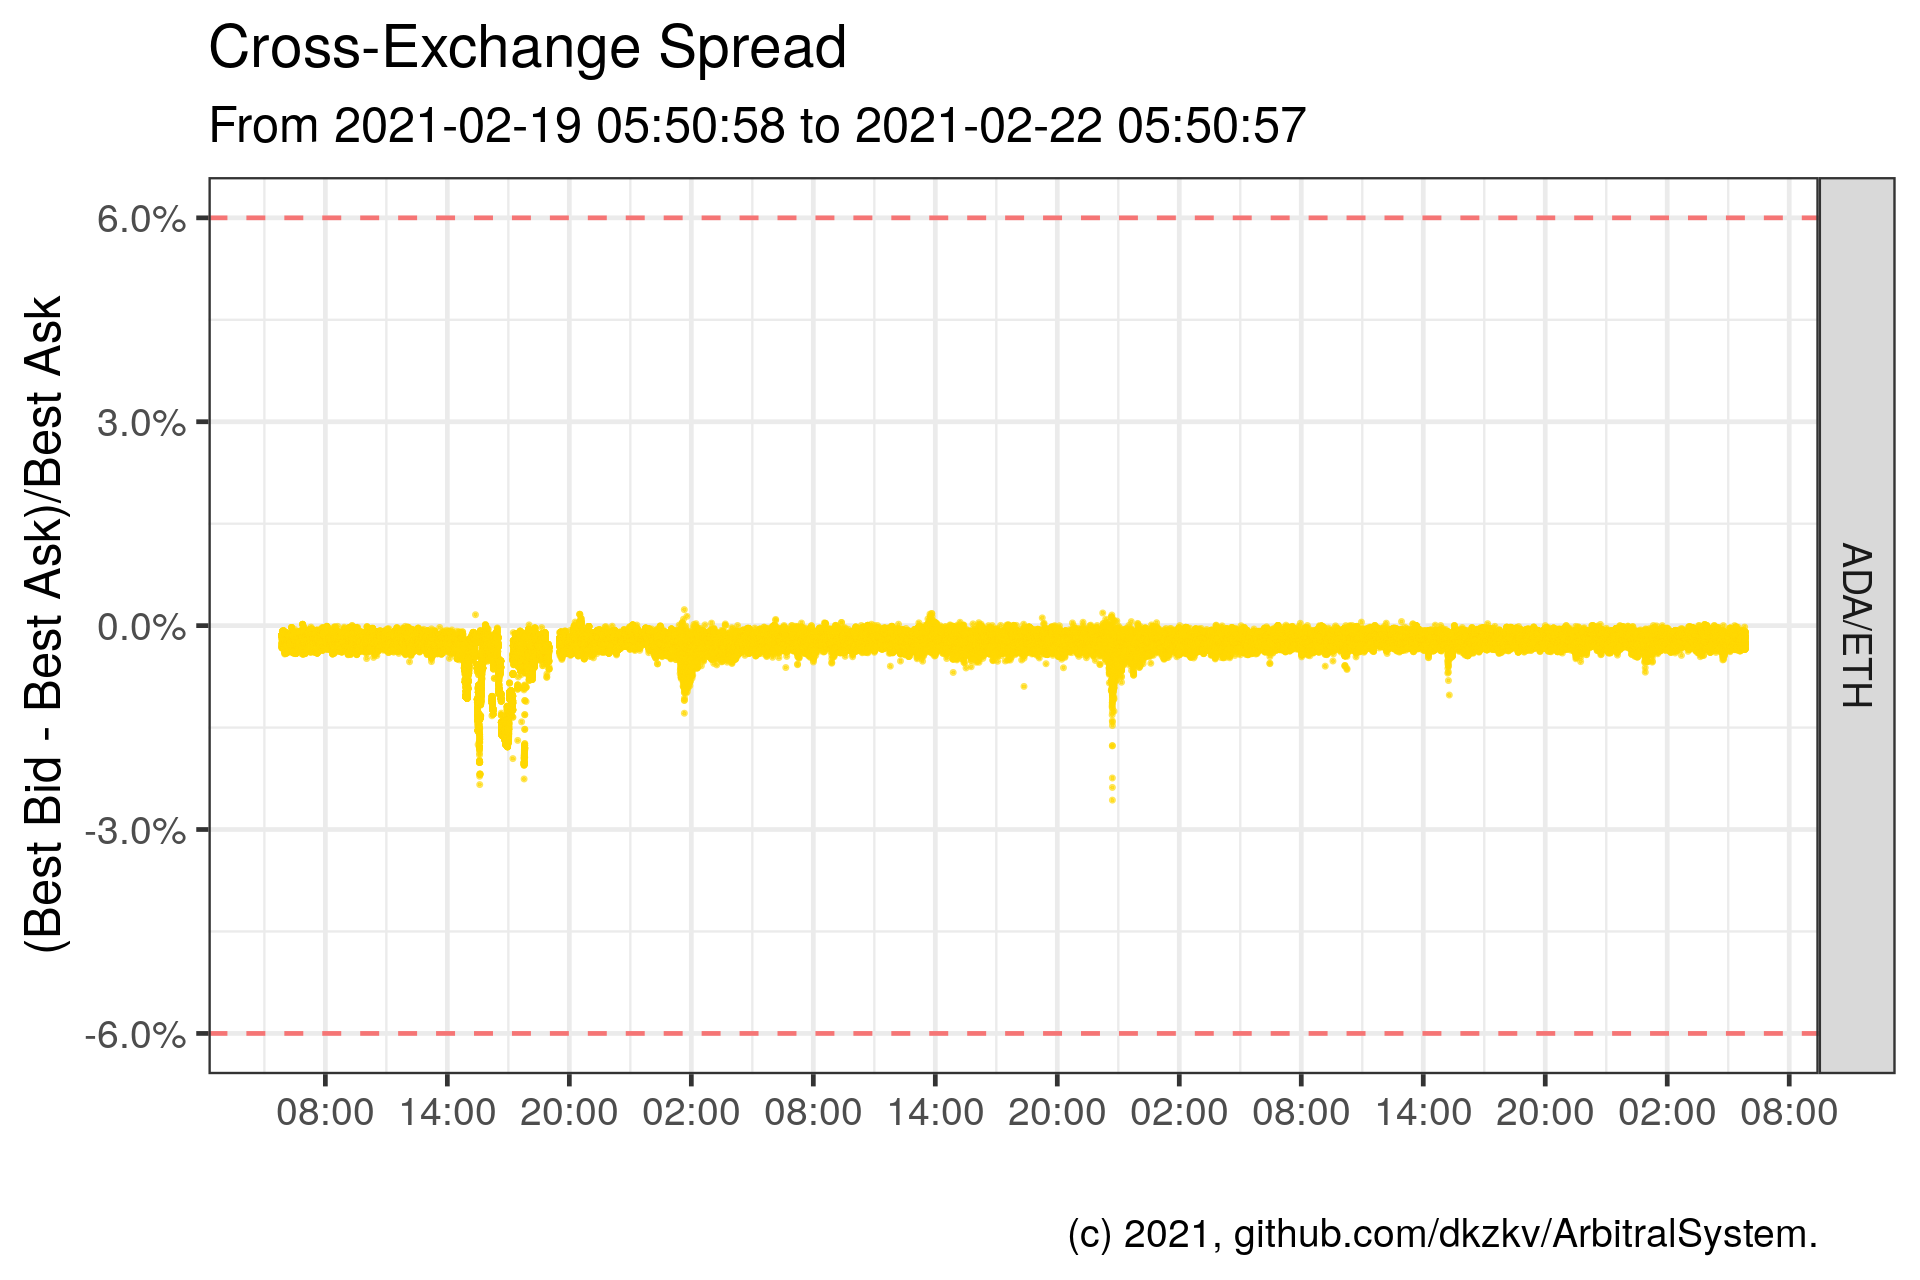 Cross-Exchange Spread
From 2021-02-19 05:50:58 to 2021-02-22 05:50:57
(Best Bid - Best Ask)/Best Ask
6.0%
3.0%
0.0%
-3.0%
-6.0%
ADA/ETH
08:00 14:00 20:00 02:00 08:00 14:00 20:00 02:00 08:00 14:00 20:00 02:00 08:00
(c) 2021, github.com/dkzkv/ArbitralSystem.